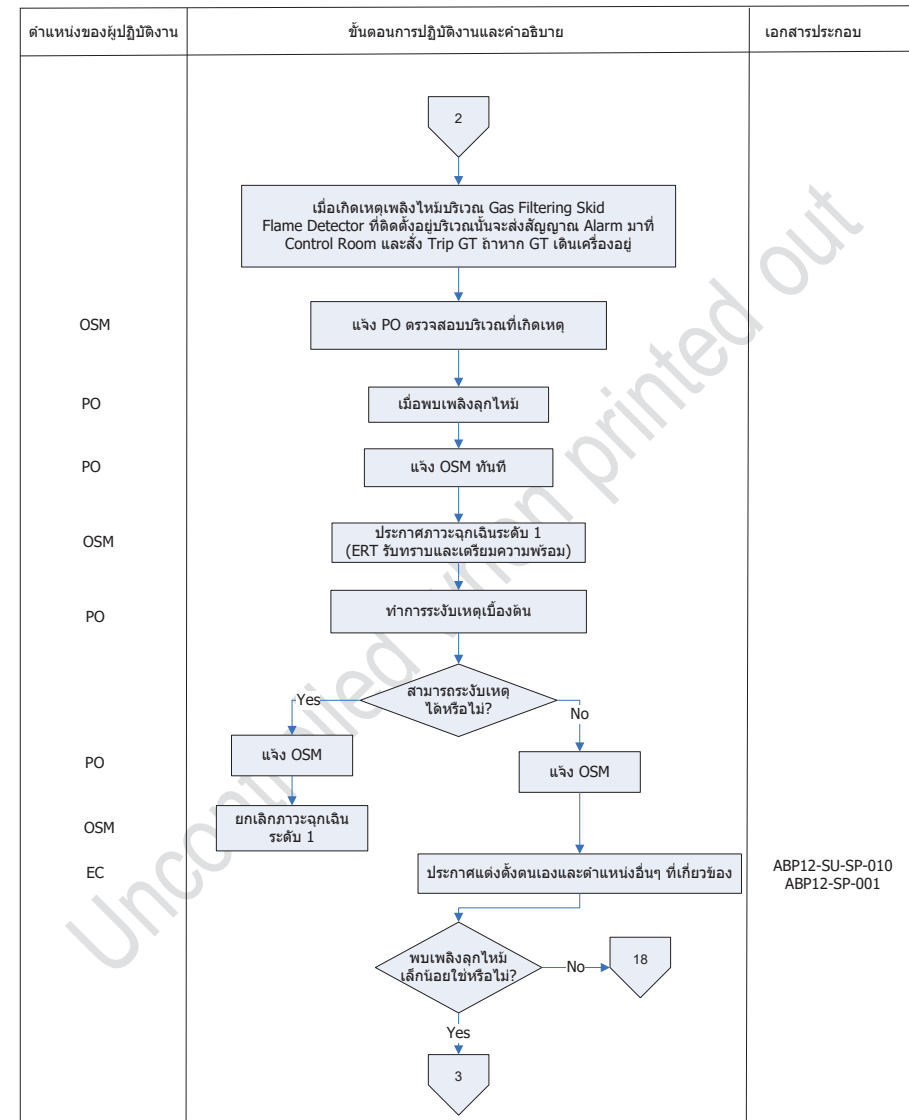 ตำแหน่งของผู้ปฏิบัติงาน
ขั้นตอนการปฏิบัติงานและคำอธิบาย
เอกสารประกอบ
2
เมื่อเกิดเหตุเพลิงไหม้บริเวณ Gas Filtering Skid
Flame Detector ที่ติดตั้งอยู่บริเวณนั้นจะส่งสัญญาณ Alarm มาที่
Control Room และสั่ง Trip GT ถ้าหาก GT เดินเครื่องอยู่
OSM
แจ้ง PO ตรวจสอบบริเวณที่เกิดเหตุ
PO
เมื่อพบเพลิงลุกไหม้
PO
แจ้ง OSM ทันที
OSM
ประกาศภาวะฉุกเฉินระดับ 1
(ERT รับทราบและเตรียมความพร้อม)
PO
ทำการระงับเหตุเบื้องต้น
สามารถระงับเหตุ
ได้หรือไม่?
Yes
No
PO
แจ้ง OSM
แจ้ง OSM
OSM
ยกเลิกภาวะฉุกเฉิน
ระดับ 1
EC
ประกาศแต่งตั้งตนเองและตำแหน่งอื่นๆ ที่เกี่ยวข้อง
ABP12-SU-SP-010
ABP12-SP-001
พบเพลิงลุกไหม้
เล็กน้อยใช่หรือไม่?
No
18
Yes
3
Uncontrolled when printed out